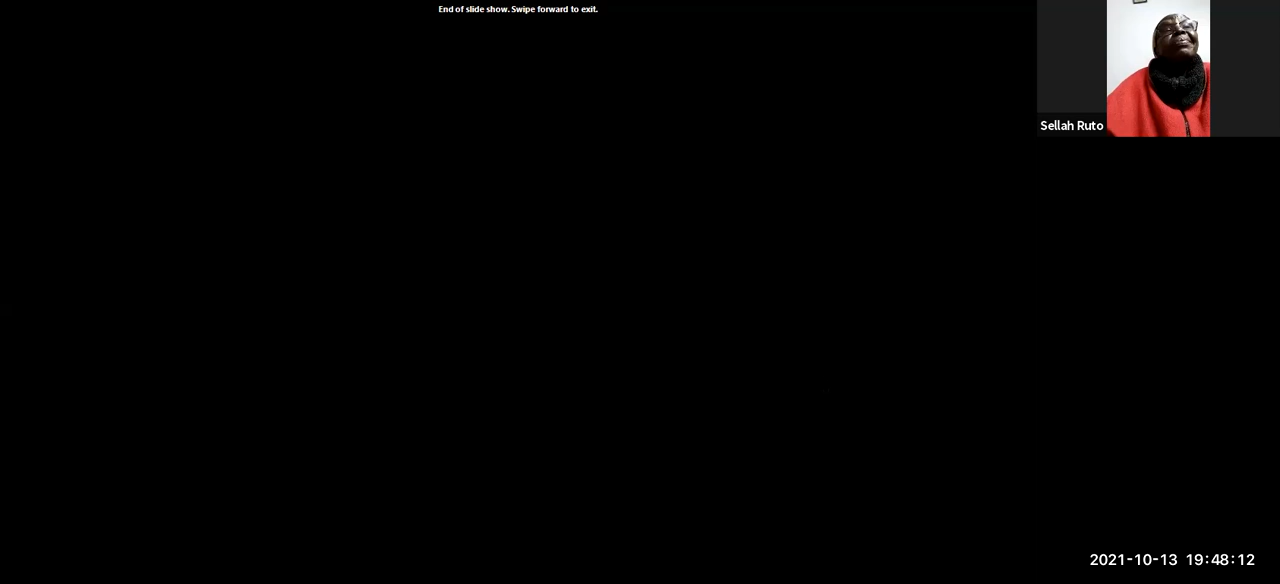 End of slide show. Swipe forward to exit.
Sellah Ruto
2021-10-13 19:48:12